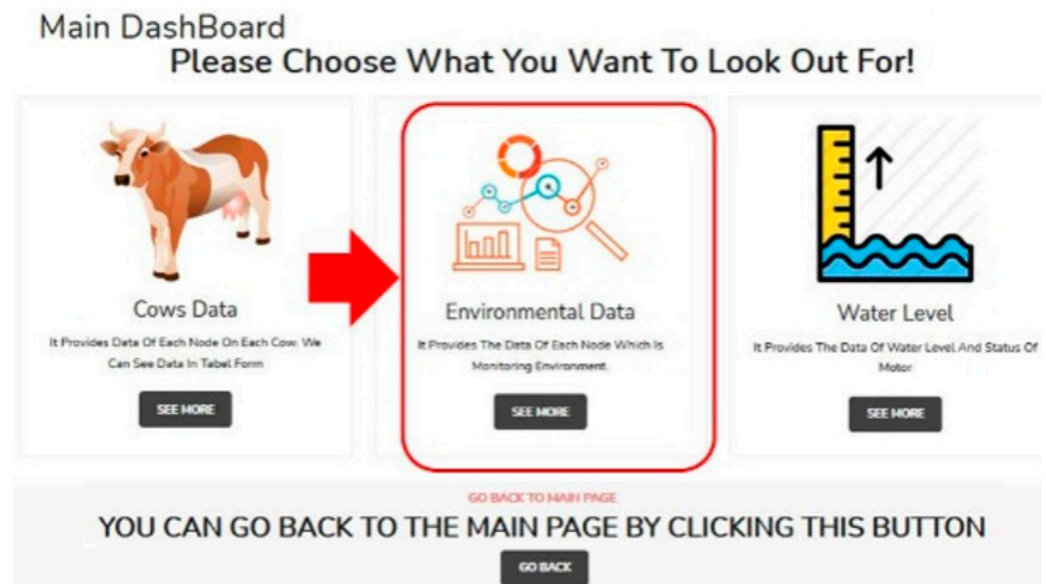 Main DashBoard
Please Choose What You Want To Look Out For!
Cows Data
It Provides Data Of Each Node On Each Cow. We
Can See Data In Tabel Form
SEE MORE
Environmental Data
It Provides The Data Of Each Node Which Is
Monitoring Environment.
SEE MORE
Water Level
It Provides The Data Of Water Level And Status Of
Motor
SEE MORE
GO BACK TO MAIN PAGE
YOU CAN GO BACK TO THE MAIN PAGE BY CLICKING THIS BUTTON
GO BACK